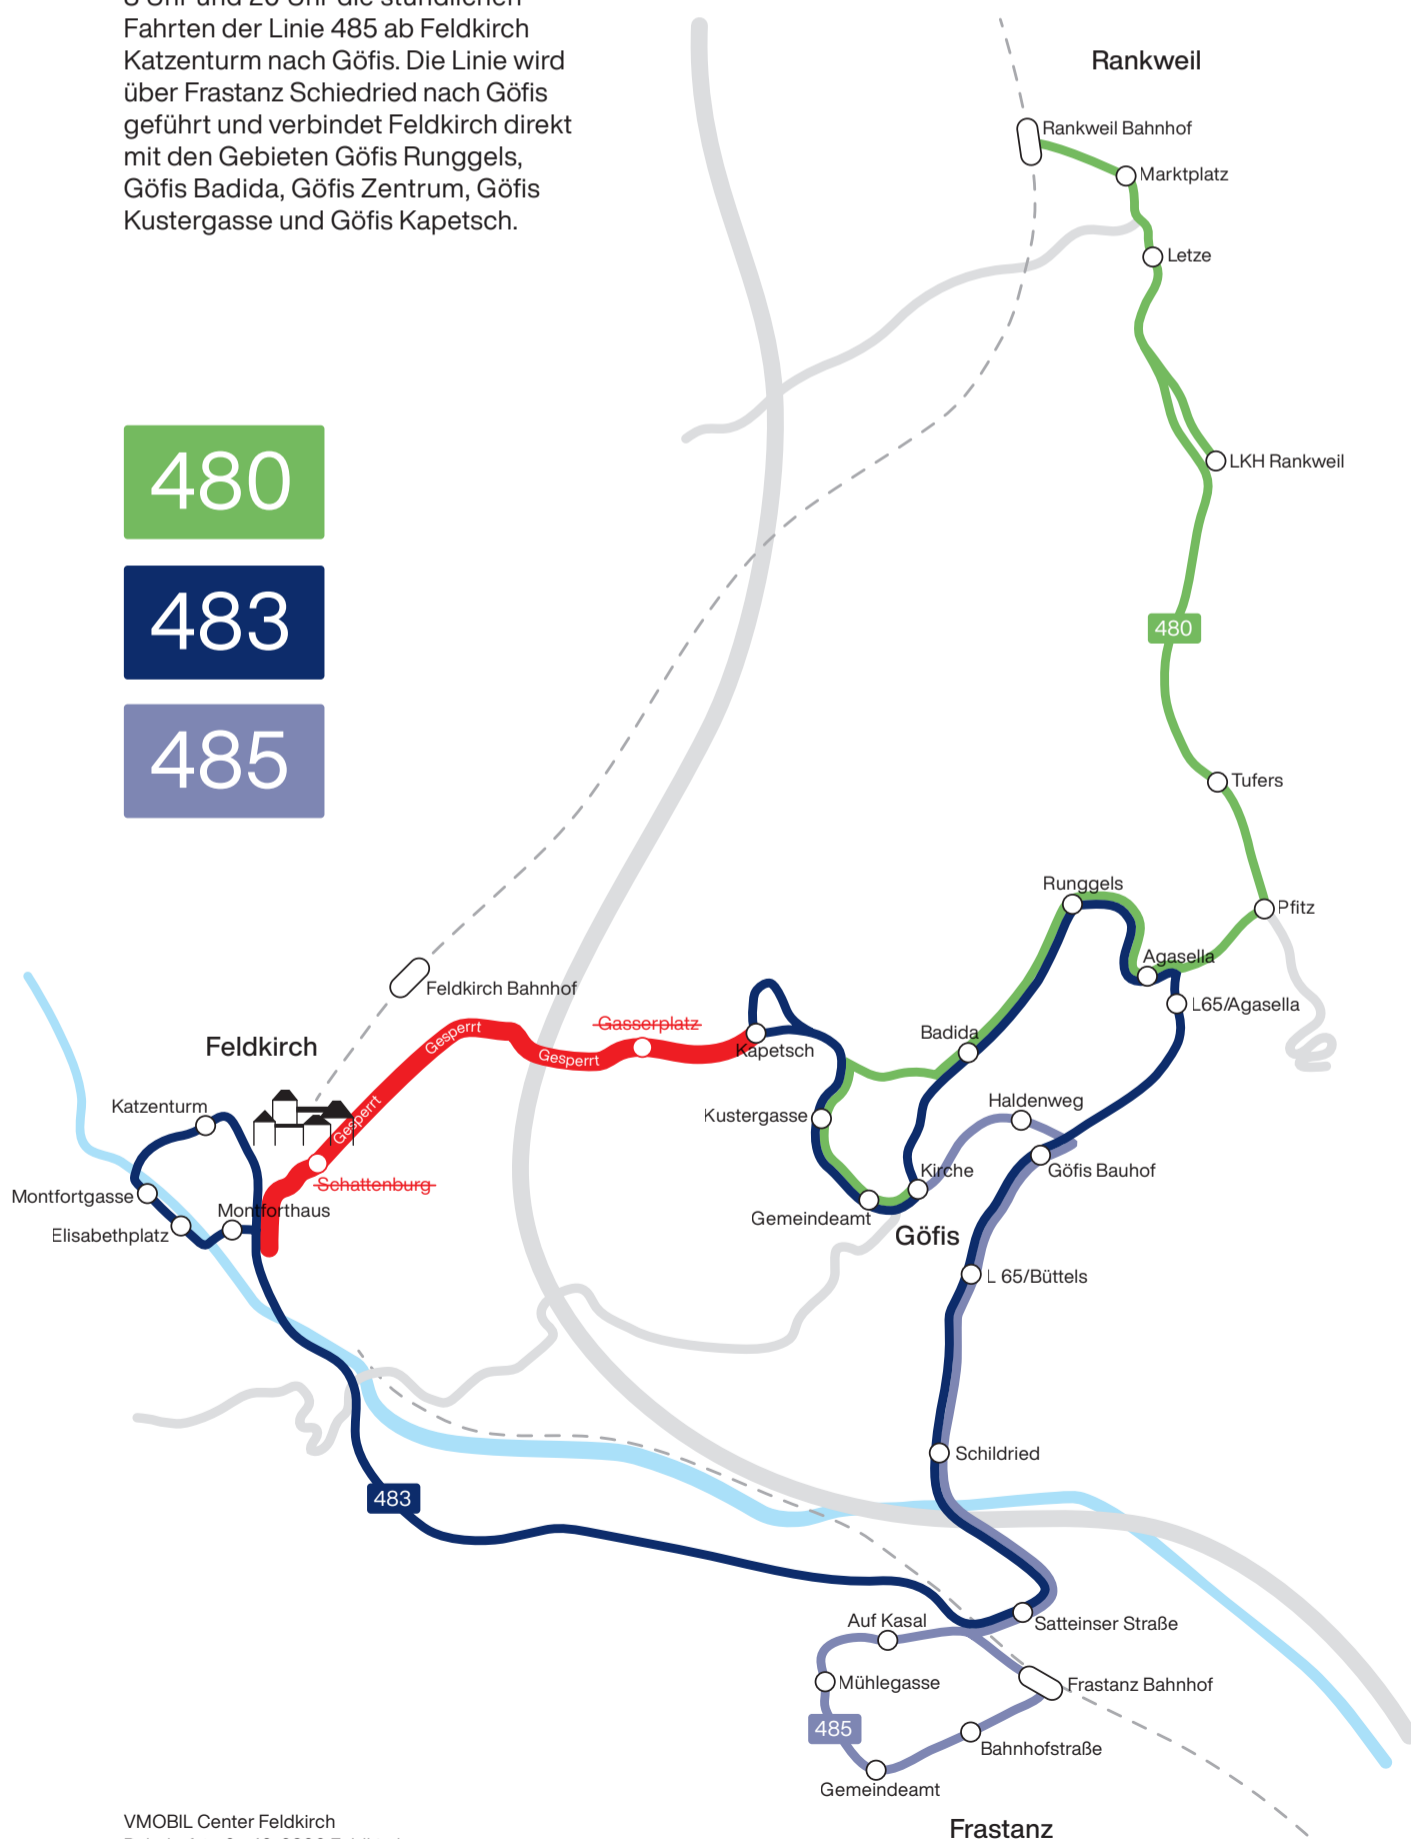 Fahrten der Linie 485 ab Feldkirch
Katzenturm nach Göfis. Die Linie wird
über Frastanz Schiedried nach Göfis
geführt und verbindet Feldkirch direkt
mit den Gebieten Göfis Runggels,
Göfis Badida, Göfis Zentrum, Göfis
Kustergasse und Göfis Kapetsch.
Rankweil
Rankweil Bahnhof
Marktplatz
Letze
480
483
485
LKH Rankweil
480
Tufers
Runggels
Pfitz
Agasella
L65/Agasella
Feldkirch Bahnhof
Gasserplatz
Gesperrt
Gesperrt
Gesperrt
Kapetsch
Badida
Feldkirch
Katzenturm
Kustergasse
Haldenweg
Schattenburg
Kirche
Göfis Bauhof
Montfortgasse
Montforthaus
Elisabethplatz
Gemeindeamt
Göfis
L 65/Büttels
Schildried
483
Auf Kasal
Satteinser Straße
Mühlegasse
Frastanz Bahnhof
485
Bahnhofstraße
Gemeindeamt
VMOBIL Center Feldkirch
Frastanz